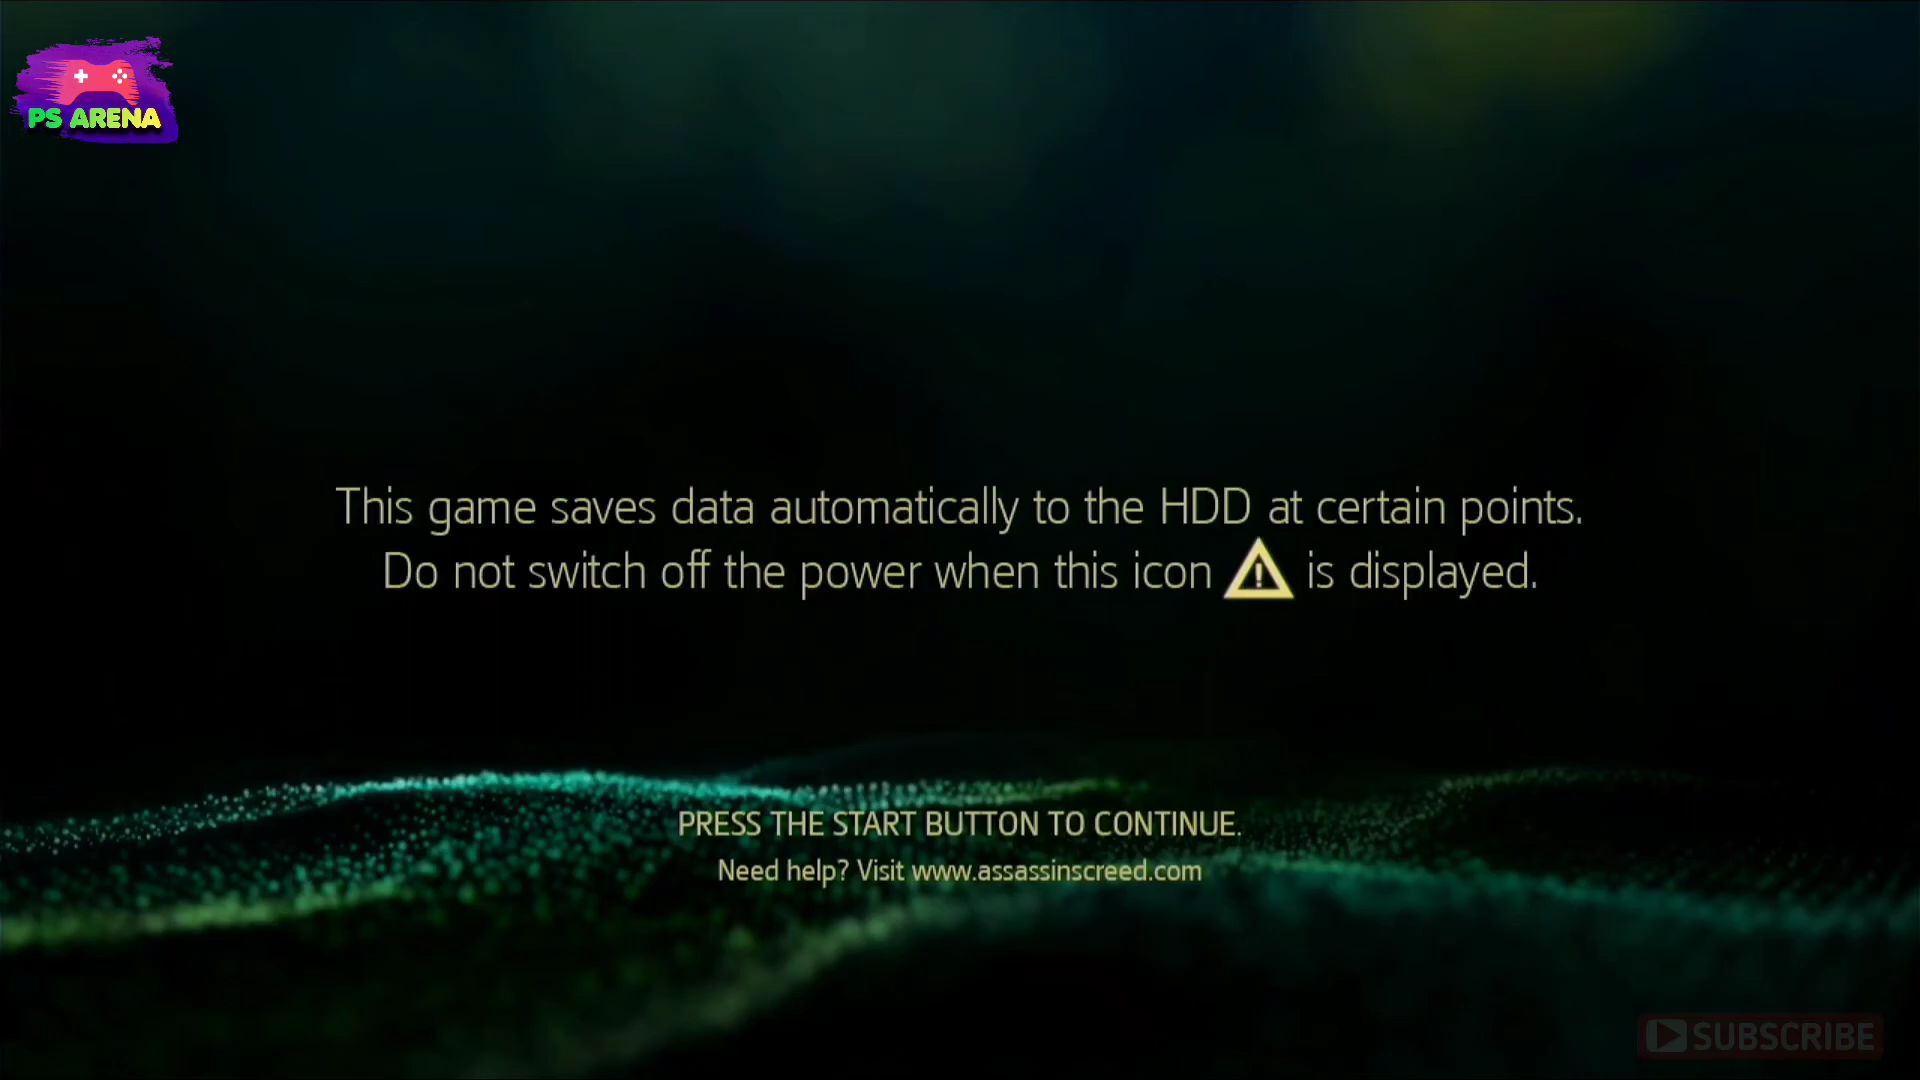 PS ARENA
This game saves data automatically to the HDD at certain points.
Do not switch off the power when this icon is displayed.
PRESS THE START BUTTON TO CONTINUE.
Need help? Visit www.assassinscreed.com
SUBSCRIBE